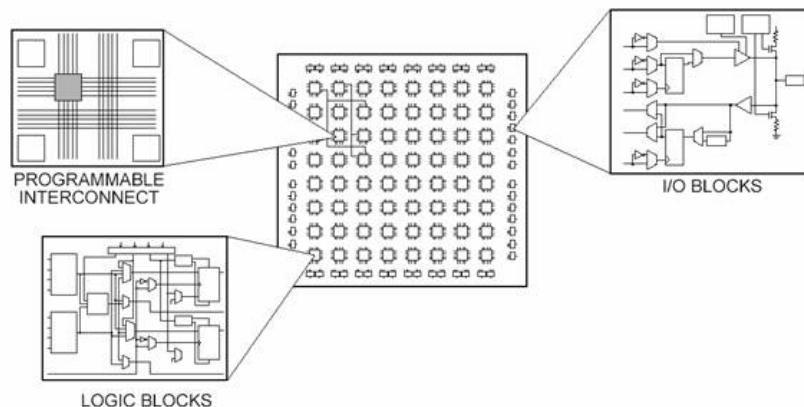 PROGRAMMABLE
INTERCONNECT
I/O BLOCKS
LOGIC BLOCKS